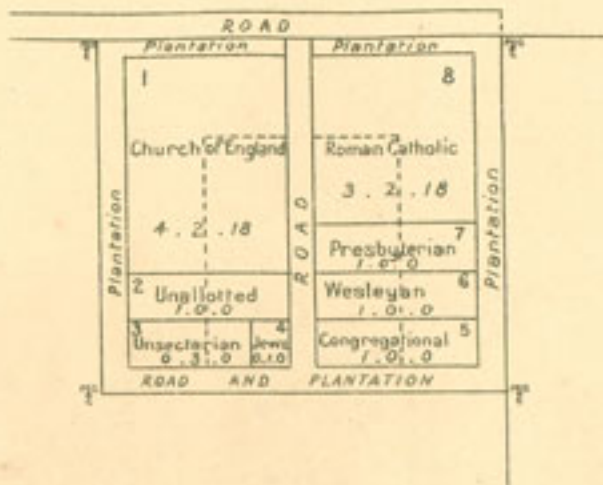 ROAD
Plantation Plantation
1 8
Church of England Roman Catholic
3 . 2 . 18
4 . 2 . 18
ROAD
Plantation
Plantation
7
Presbyterian
1.0.0
2
Unallotted
1.0.0
6
Wesleyan
1.0.0
3
Unsectarian
0.3.0
4
Jews
0.1.0
5
Congregational
1.0.0
ROAD AND PLANTATION